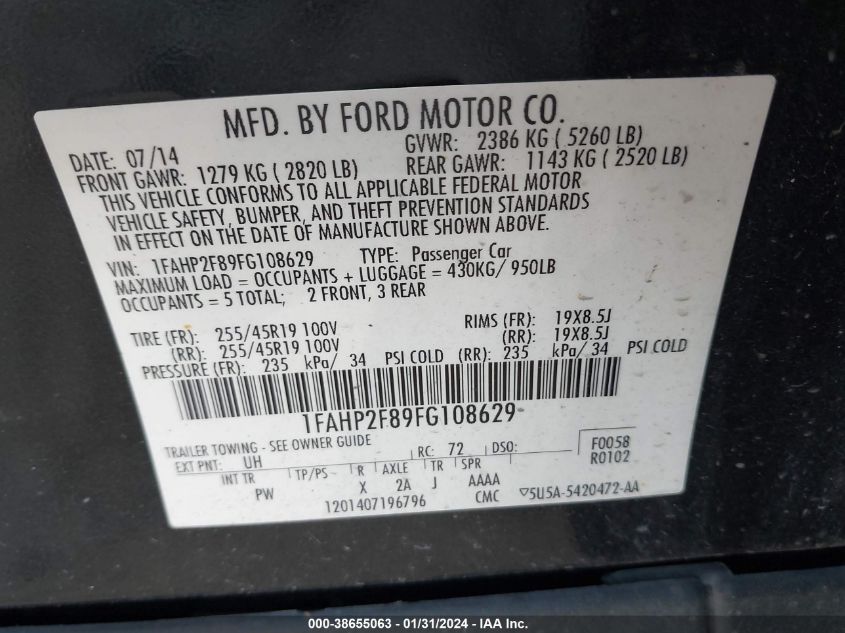 MFD. BY FORD MOTOR CO.
DATE: 07/14 GVWR: 2386 KG ( 5260 LB)
FRONT GAWR: 1279 KG ( 2820 LB) REAR GAWR: 1143 KG ( 2520 LB)
THIS VEHICLE CONFORMS TO ALL APPLICABLE FEDERAL MOTOR
VEHICLE SAFETY, BUMPER, AND THEFT PREVENTION STANDARDS
IN EFFECT ON THE DATE OF MANUFACTURE SHOWN ABOVE.
VIN: 1FAHP2F89FG108629 TYPE: Passenger Car
MAXIMUM LOAD = OCCUPANTS + LUGGAGE = 430KG/ 950LB
OCCUPANTS = 5 TOTAL; 2 FRONT, 3 REAR
TIRE (FR): 255/45R19 100V RIMS (FR): 19X8.5J
(RR): 255/45R19 100V (RR): 19X8.5J
PRESSURE (FR): 235 kPa/ 34 PSI COLD (RR): 235 kPa/ 34 PSI COLD
1FAHP2F89FG108629
TRAILER TOWING - SEE OWNER GUIDE
EXT PNT: UH RC: 72 DSO: F0058
R0102
INT TR TP/PS R AXLE TR SPR
PW X 2A J AAAA
1201407196796 CMC ▽5U5A-5420472-AA
000-38655063 - 01/31/2024 - IAA Inc.